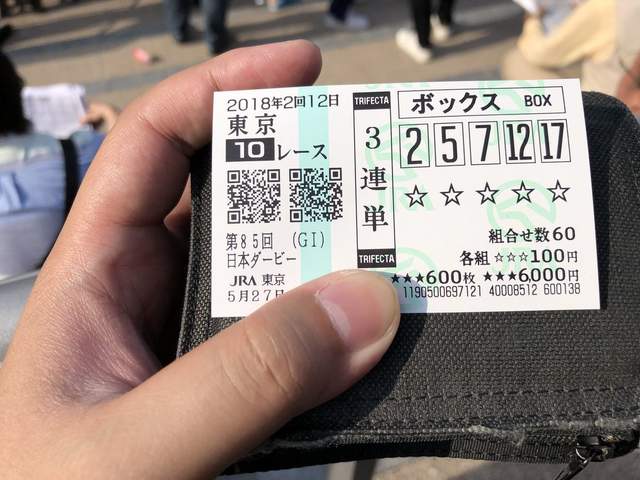 2018年2回12日
東京
10レース
第85回 (GI)
日本ダービー
JRA 東京
5月27日
TRIFECTA
3連単
TRIFECTA
ボックス BOX
2 5 7 12 17
☆ ☆ ☆ ☆ ☆
組合せ数60
各組 ☆☆☆100円
★★★600枚 ★★★6,000円
1190500697121 40008512 600138